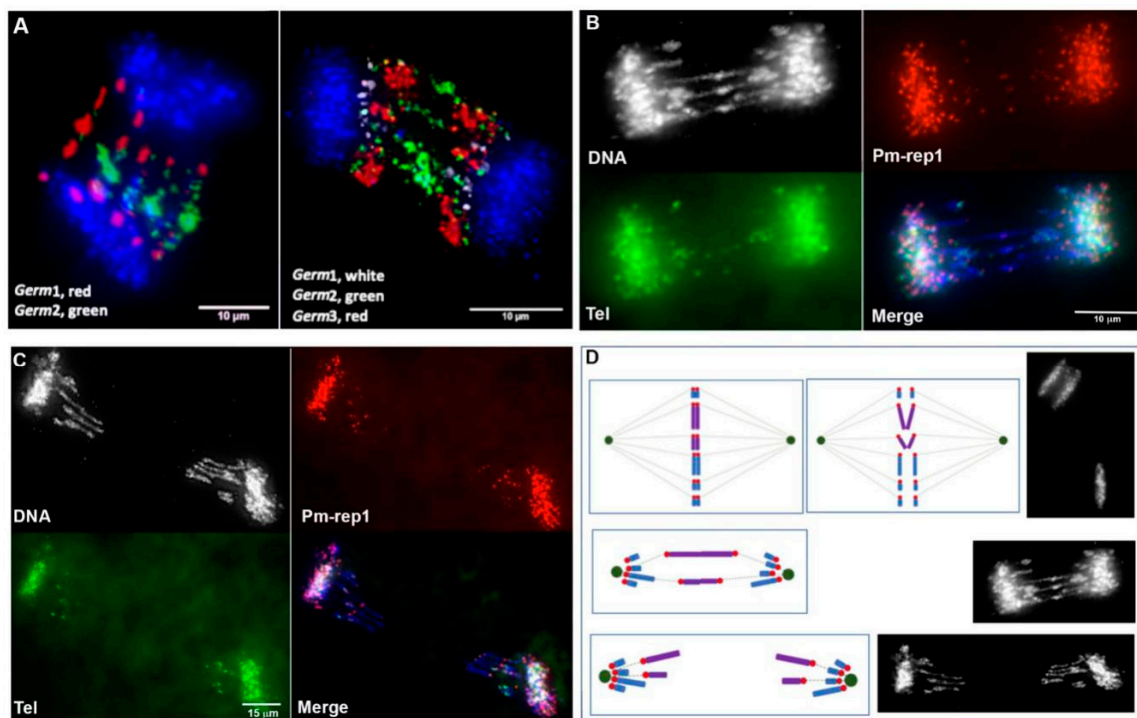 A
Germ1, red
Germ2, green
10 µm
Germ1, white
Germ2, green
Germ3, red
10 µm
B
DNA
Pm-rep1
Tel
Merge
10 µm
C
DNA
Pm-rep1
Tel
15 µm
Merge
D